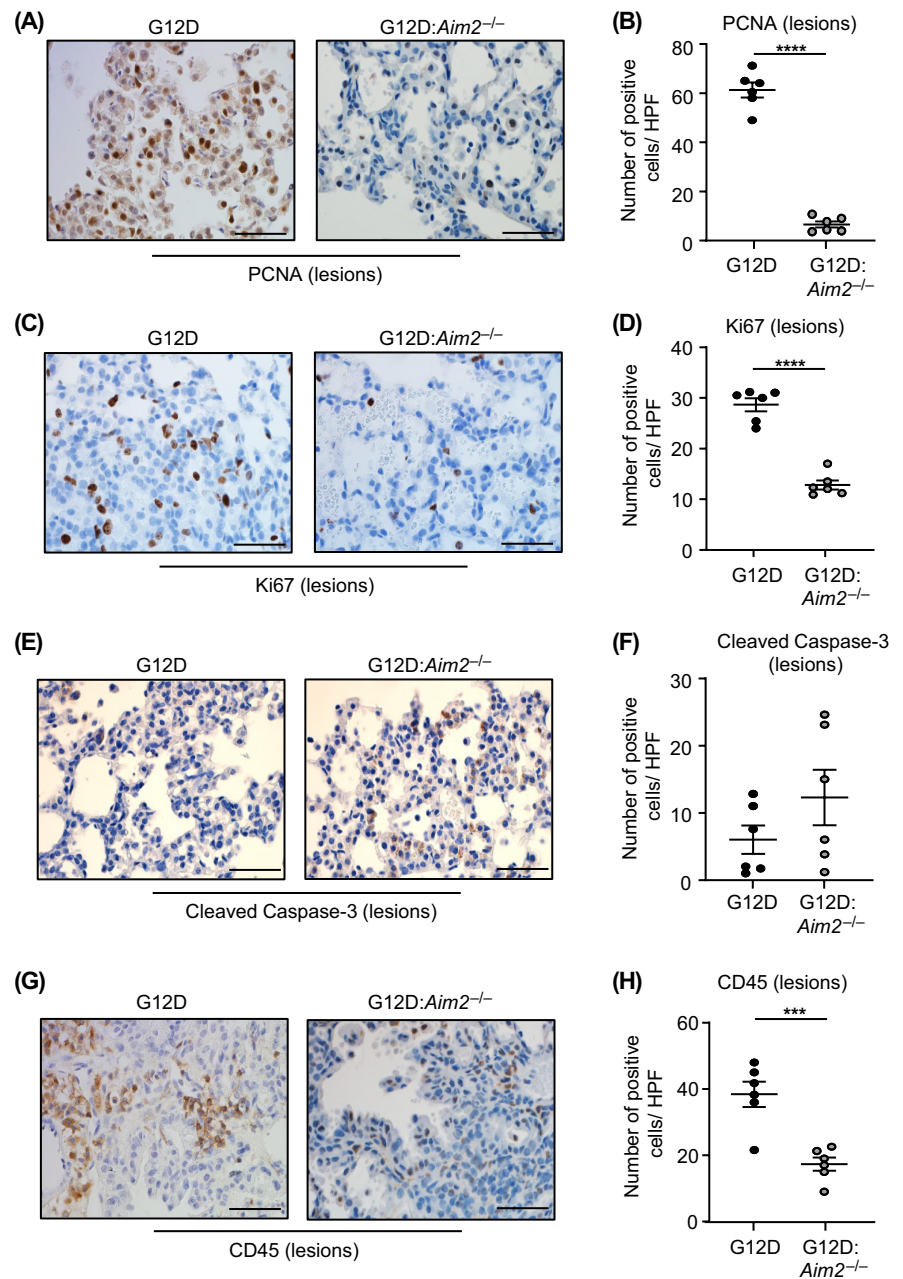 (A)
G12D
G12D:Aim2–/–
PCNA (lesions)
(B)
PCNA (lesions)
Number of positive
cells/ HPF
80
60
40
20
0
****
G12D
G12D:
Aim2–/–
(C)
G12D
G12D:Aim2–/–
Ki67 (lesions)
(D)
Ki67 (lesions)
Number of positive
cells/ HPF
40
30
20
10
0
****
G12D
G12D:
Aim2–/–
(E)
G12D
G12D:Aim2–/–
Cleaved Caspase-3 (lesions)
(F)
Cleaved Caspase-3
(lesions)
Number of positive
cells/ HPF
30
20
10
0
G12D
G12D:
Aim2–/–
(G)
G12D
G12D:Aim2–/–
CD45 (lesions)
(H)
CD45 (lesions)
Number of positive
cells/ HPF
60
40
20
0
***
G12D
G12D:
Aim2–/–